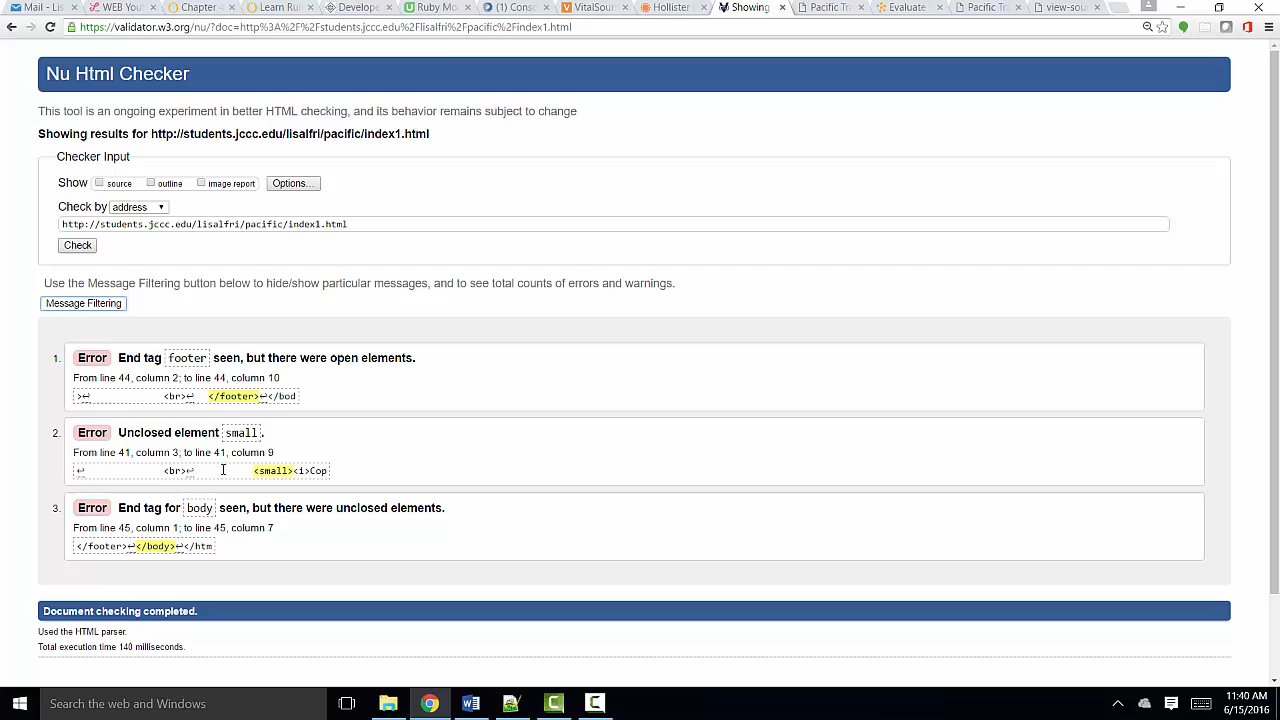 Mail - Li
WEB You
Chapter
Learn Ru
Develope
Ruby Mo
(1) Cons
VitalSour
Hollister
Showing
Pacific Tr
Evaluate
Pacific Tr
view-sou
https://validator.w3.org/nu/?doc=http%3A%2F%2Fstudents.jccc.edu%2Flisalfri%2Fpacific%2Findex1.html
Nu Html Checker
This tool is an ongoing experiment in better HTML checking, and its behavior remains subject to change
Showing results for http://students.jccc.edu/lisalfri/pacific/index1.html
Checker Input
Show source outline image report Options...
Check by address
http://students.jccc.edu/lisalfri/pacific/index1.html
Check
Use the Message Filtering button below to hide/show particular messages, and to see total counts of errors and warnings.
Message Filtering
1. Error End tag footer seen, but there were open elements.
From line 44, column 2; to line 44, column 10
>↩ <br>↩ </footer>↩</bod
2. Error Unclosed element small.
From line 41, column 3; to line 41, column 9
↩ <br>↩ <small><i>Cop
3. Error End tag for body seen, but there were unclosed elements.
From line 45, column 1; to line 45, column 7
</footer>↩</body>↩</htm
Document checking completed.
Used the HTML parser.
Total execution time 140 milliseconds.
Search the web and Windows
11:40 AM
6/15/2016